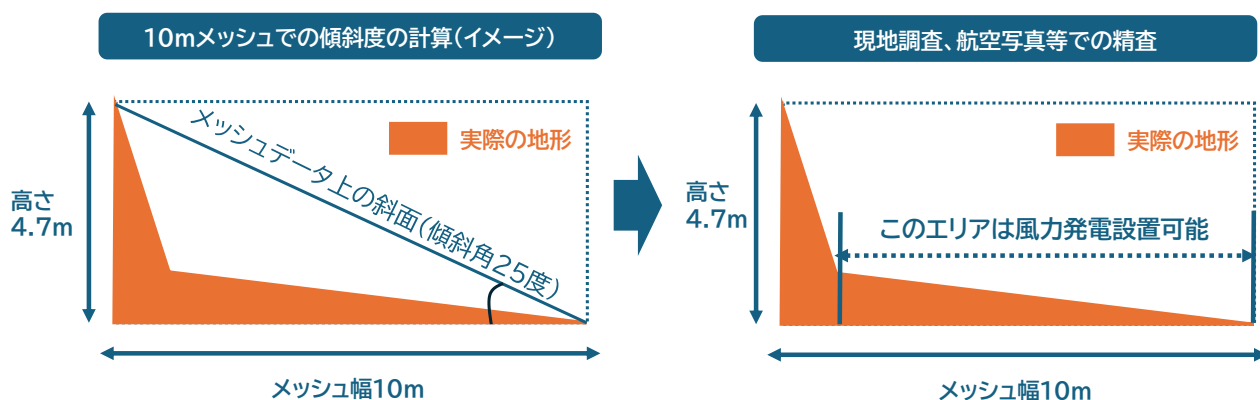 10mメッシュでの傾斜度の計算(イメージ)
実際の地形
メッシュデータ上の斜面(傾斜角25度)
高さ
4.7m
メッシュ幅10m
現地調査、航空写真等での精査
実際の地形
高さ
4.7m
このエリアは風力発電設置可能
メッシュ幅10m